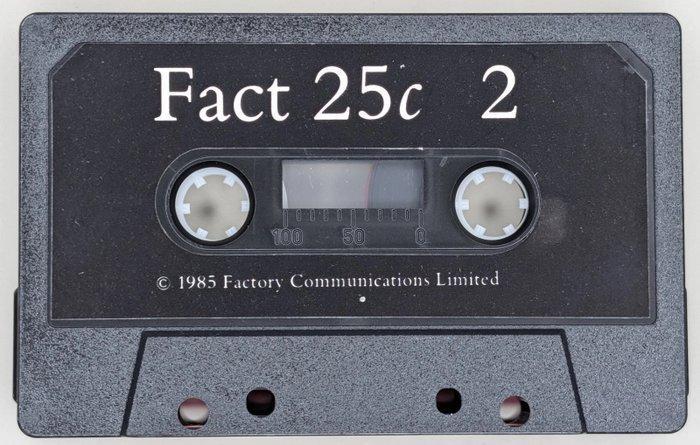 Fact 25c 2
100 50 0
© 1985 Factory Communications Limited